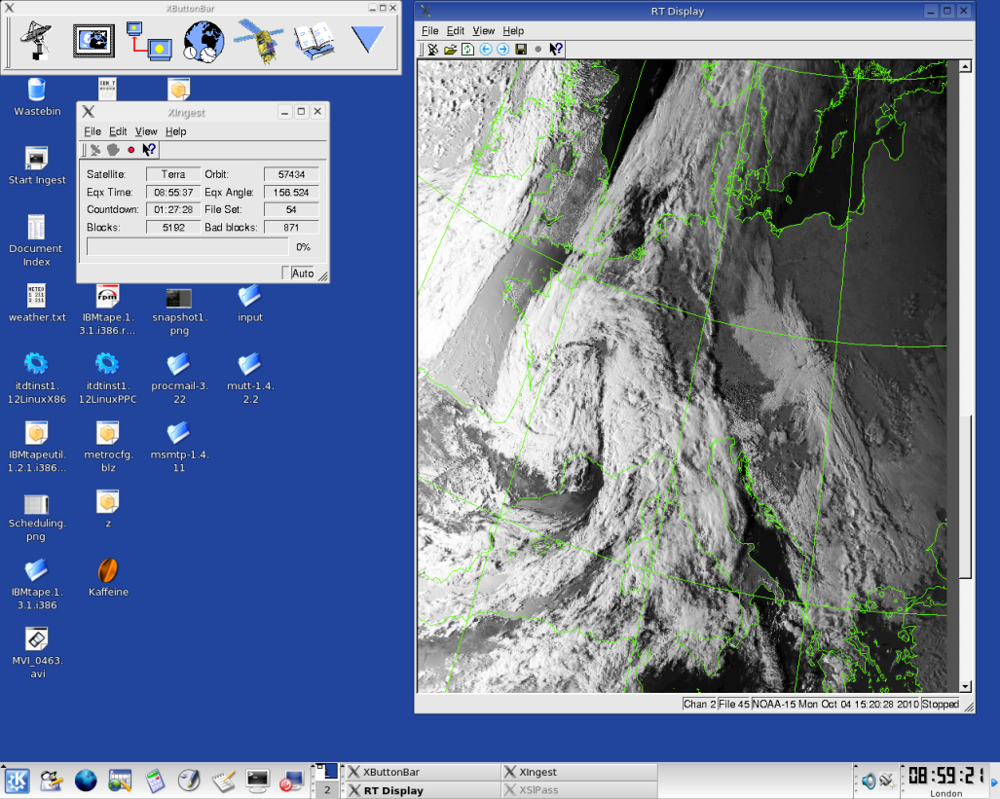 XButtonBar
RT Display
File Edit View Help
Wastebin
XIngest
File Edit View Help
Start Ingest
Satellite: Terra Orbit: 57434
Eqx Time: 08:55:37 Eqx Angle: 156.524
Countdown: 01:27:28 File Set: 54
Blocks: 5192 Bad blocks: 871
0%
Auto
Document
Index
weather.txt
IBMtape.1.
3.1.i386.r...
snapshot1.
png
input
itdtinst1.
12LinuxX86
itdtinst1.
12LinuxPPC
procmail-3.
22
mutt-1.4.
2.2
IBMtapeutil.
1.2.1.i386...
metrocfg.
blz
msmtp-1.4.
11
Scheduling.
png
z
IBMtape.1.
3.1.i386
Kaffeine
MVI_0463.
avi
Chan 2 File 45 NOAA-15 Mon Oct 04 15:20:28 2010 Stopped
2
XButtonBar
XIngest
RT Display
XSlPass
08:59:21
London